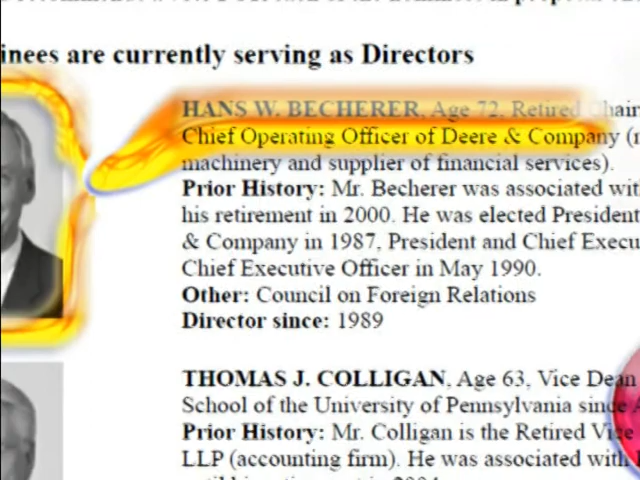 inees are currently serving as Directors
HANS W. BECHERER, Age 72, Retired Chair
Chief Operating Officer of Deere & Company (
machinery and supplier of financial services).
Prior History: Mr. Becherer was associated wit
his retirement in 2000. He was elected President
& Company in 1987, President and Chief Execu
Chief Executive Officer in May 1990.
Other: Council on Foreign Relations
Director since: 1989
THOMAS J. COLLIGAN, Age 63, Vice Dean
School of the University of Pennsylvania since
Prior History: Mr. Colligan is the Retired Vice
LLP (accounting firm). He was associated with